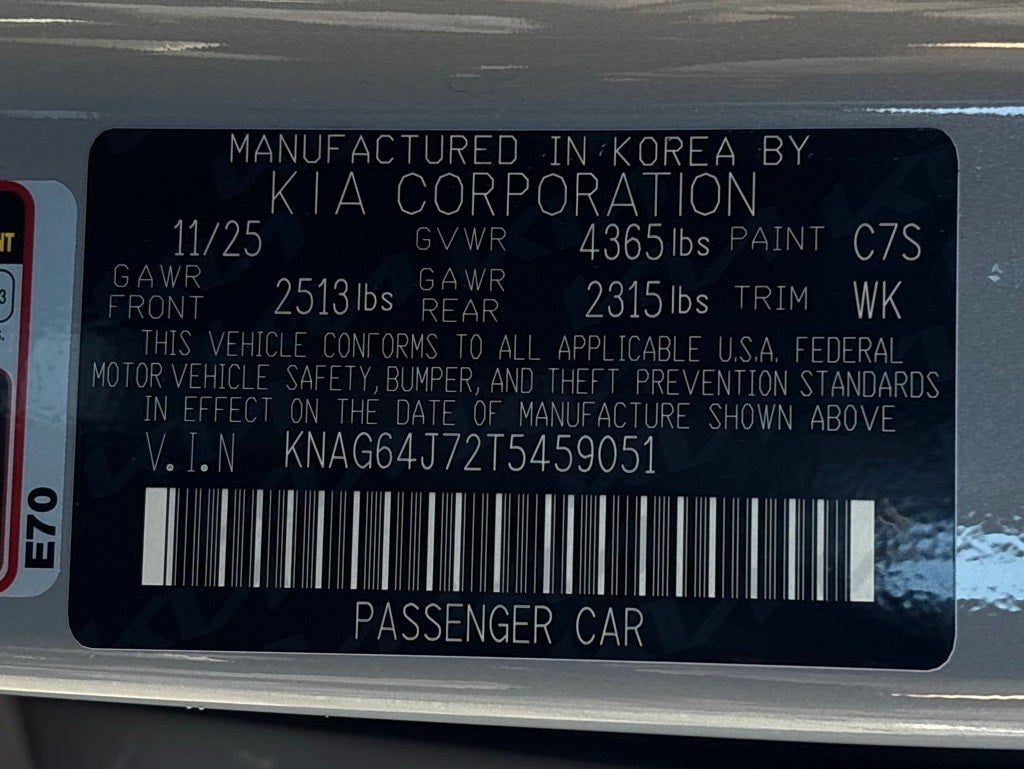 MANUFACTURED IN KOREA BY
KIA CORPORATION
11/25 GVWR 4365 lbs PAINT C7S
GAWR FRONT 2513 lbs GAWR REAR 2315 lbs TRIM WK
THIS VEHICLE CONFORMS TO ALL APPLICABLE U.S.A. FEDERAL
MOTOR VEHICLE SAFETY, BUMPER, AND THEFT PREVENTION STANDARDS
IN EFFECT ON THE DATE OF MANUFACTURE SHOWN ABOVE
V.I.N KNAG64J72T5459051
PASSENGER CAR
E70